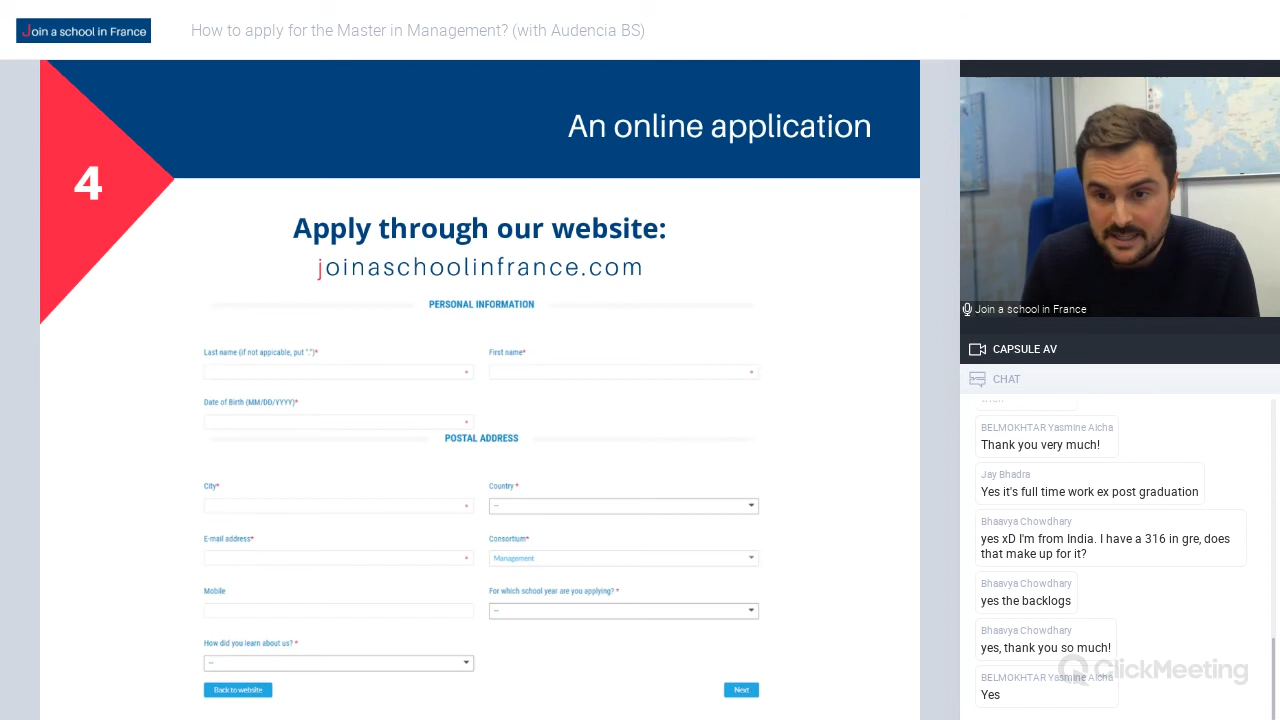 Join a school in France
How to apply for the Master in Management? (with Audencia BS)
An online application
4
Apply through our website:
joinaschoolinfrance.com
PERSONAL INFORMATION
Last name (if not appicable, put ".")*
First name*
*
*
Date of Birth (MM/DD/YYYY)*
*
POSTAL ADDRESS
City*
Country *
*
--
E-mail address*
Consortium*
*
Management
Mobile
For which school year are you applying? *
--
How did you learn about us? *
--
Back to website
Next
Join a school in France
CAPSULE AV
CHAT
BELMOKHTAR Yasmine Aicha
Thank you very much!
Jay Bhadra
Yes it's full time work ex post graduation
Bhaavya Chowdhary
yes xD I'm from India. I have a 316 in gre, does
that make up for it?
Bhaavya Chowdhary
yes the backlogs
Bhaavya Chowdhary
yes, thank you so much!
ClickMeeting
BELMOKHTAR Yasmine Aicha
Yes